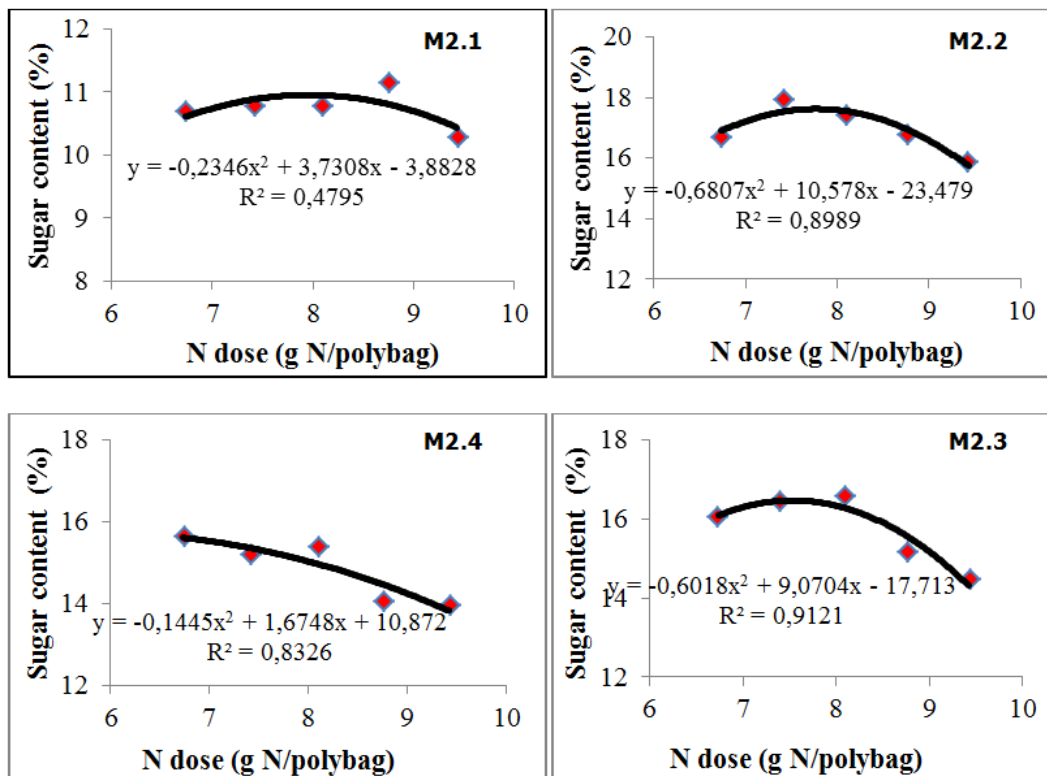 M2.1
Sugar content (%)
12
11
10
9
8
y = -0,2346x² + 3,7308x - 3,8828
R² = 0,4795
6 7 8 9 10
N dose (g N/polybag)
M2.2
Sugar content (%)
20
18
16
14
12
y = -0,6807x² + 10,578x - 23,479
R² = 0,8989
6 7 8 9 10
N dose (g N/polybag)
M2.4
Sugar content (%)
18
16
14
12
y = -0,1445x² + 1,6748x + 10,872
R² = 0,8326
6 7 8 9 10
N dose (g N/polybag)
M2.3
Sugar content (%)
18
16
14
12
y = -0,6018x² + 9,0704x - 17,713
R² = 0,9121
6 7 8 9 10
N dose (g N/polybag)